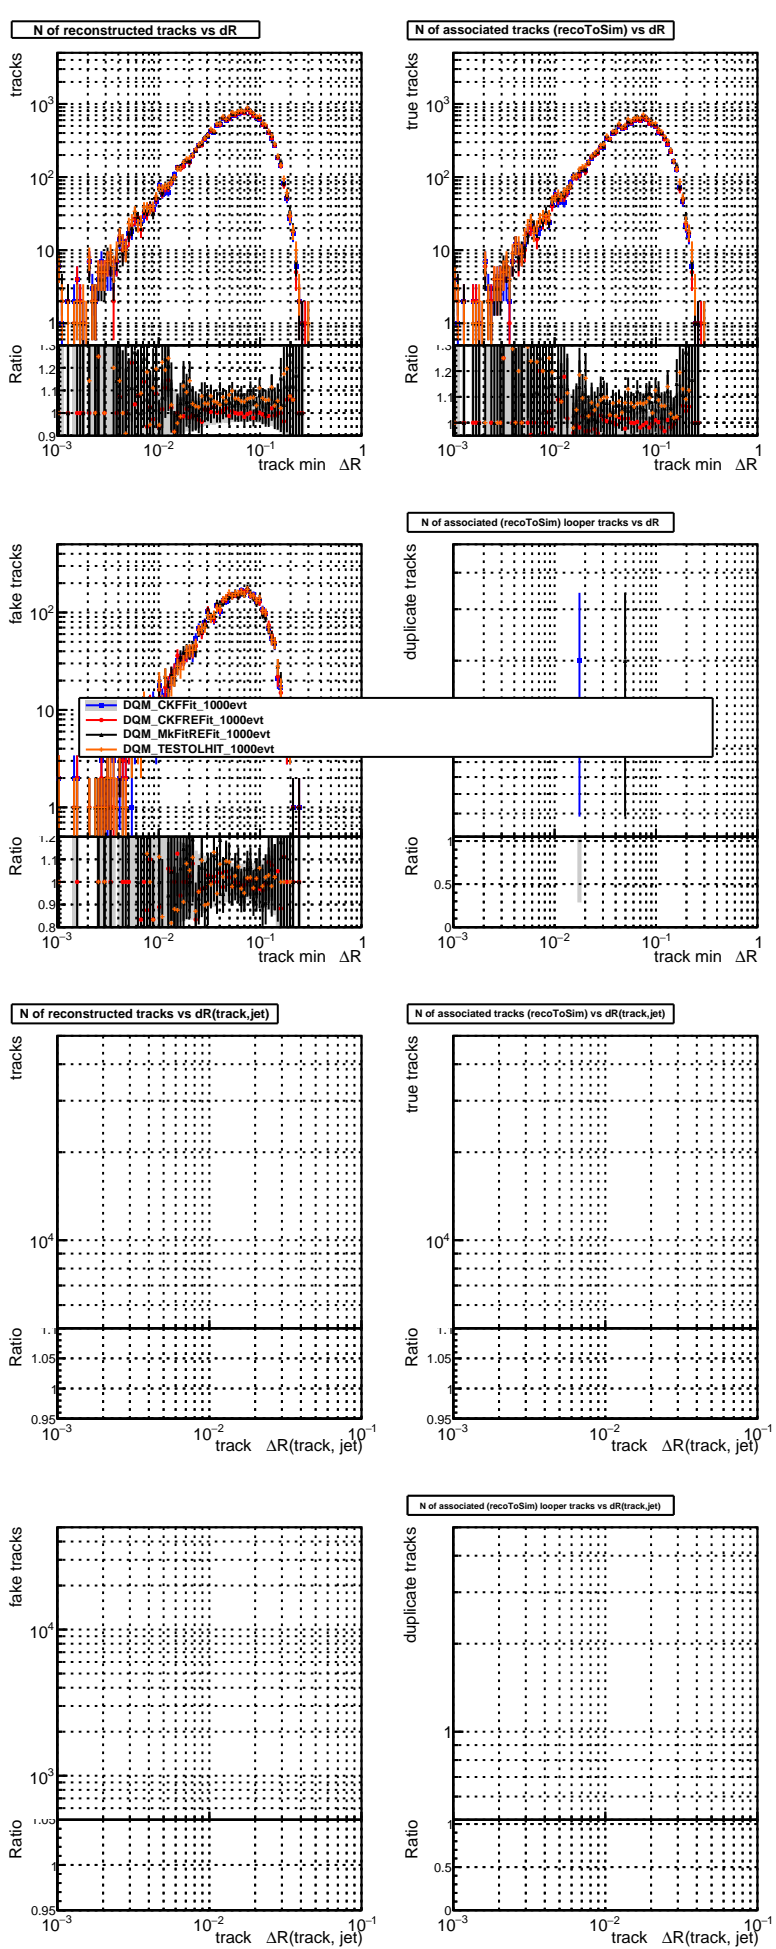 N of reconstructed tracks vs dR
tracks
10³
10²
10
1
Ratio
1.3
1.2
1.1
1
0.9
10⁻³
10⁻²
10⁻¹
1
track min ΔR
N of associated tracks (recoToSim) vs dR
true tracks
10³
10²
10
1
Ratio
1.3
1.2
1.1
1
10⁻³
10⁻²
10⁻¹
1
track min ΔR
fake tracks
10²
10
1
Ratio
1.2
1.1
1
0.9
0.8
10⁻³
10⁻²
10⁻¹
1
track min ΔR
N of associated (recoToSim) looper tracks vs dR
duplicate tracks
Ratio
1
0.5
0
10⁻³
10⁻²
10⁻¹
1
track min ΔR
DQM_CKFFit_1000evt
DQM_CKFREFit_1000evt
DQM_MkFitREFit_1000evt
DQM_TESTOLHIT_1000evt
N of reconstructed tracks vs dR(track,jet)
tracks
10⁴
Ratio
1.1
1.05
1
0.95
10⁻³
10⁻²
10⁻¹
track ΔR(track, jet)
N of associated tracks (recoToSim) vs dR(track,jet)
true tracks
10⁴
Ratio
1.1
1.05
1
0.95
10⁻³
10⁻²
10⁻¹
track ΔR(track, jet)
fake tracks
10⁴
10³
Ratio
1.05
1
0.95
10⁻³
10⁻²
10⁻¹
track ΔR(track, jet)
N of associated (recoToSim) looper tracks vs dR(track,jet)
duplicate tracks
1
Ratio
1
0.5
0
10⁻³
10⁻²
10⁻¹
track ΔR(track, jet)